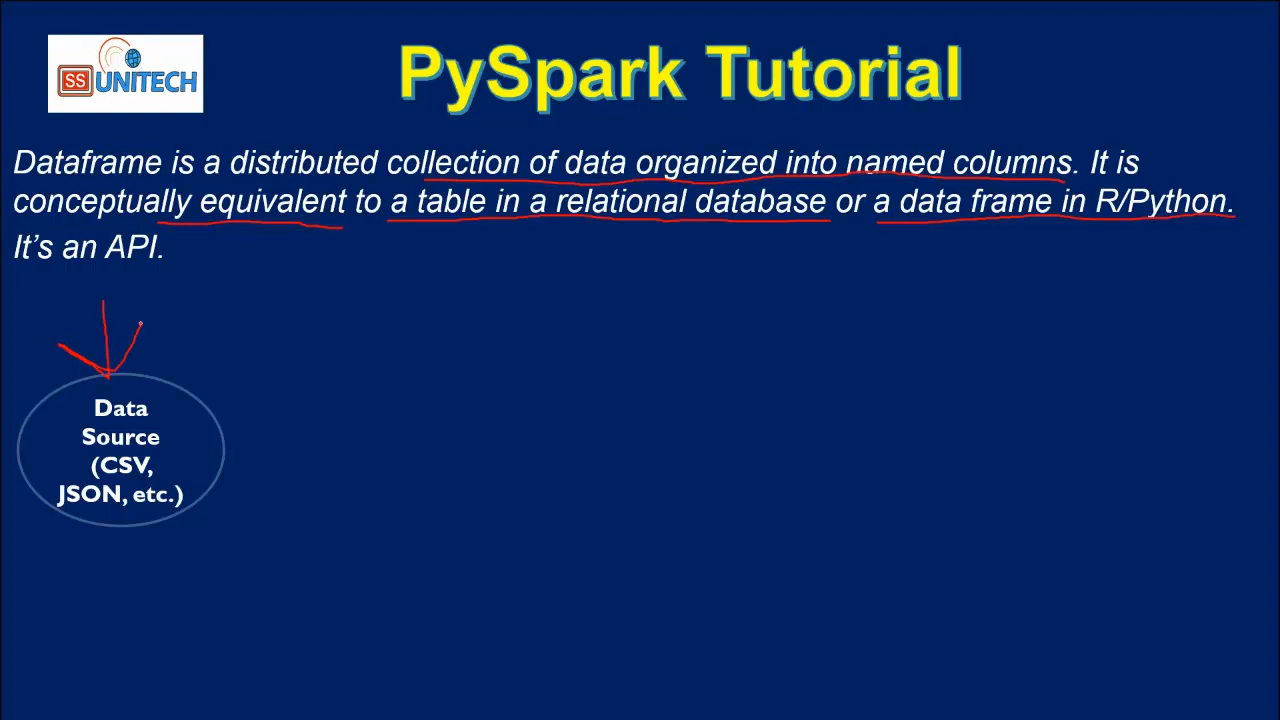 SS UNITECH
PySpark Tutorial
Dataframe is a distributed collection of data organized into named columns. It is
conceptually equivalent to a table in a relational database or a data frame in R/Python.
It’s an API.
Data
Source
(CSV,
JSON, etc.)